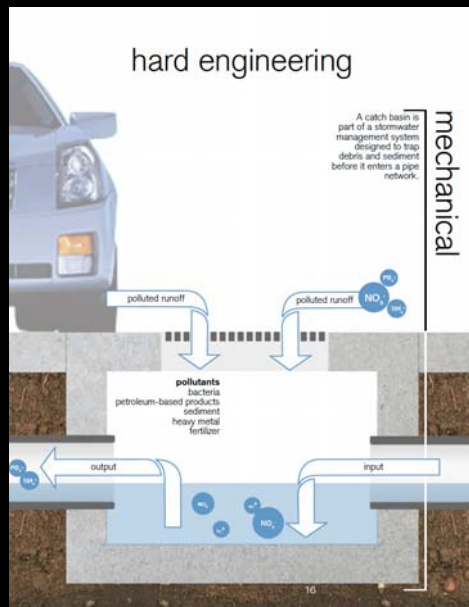 hard engineering
A catch basin is
part of a stormwater
management system
designed to trap
debris and sediment
before it enters a pipe
network.
mechanical
polluted runoff
polluted runoff
NO₃⁻
pollutants
bacteria
petroleum-based products
sediment
heavy metal
fertilizer
output
input
NO₃⁻
16